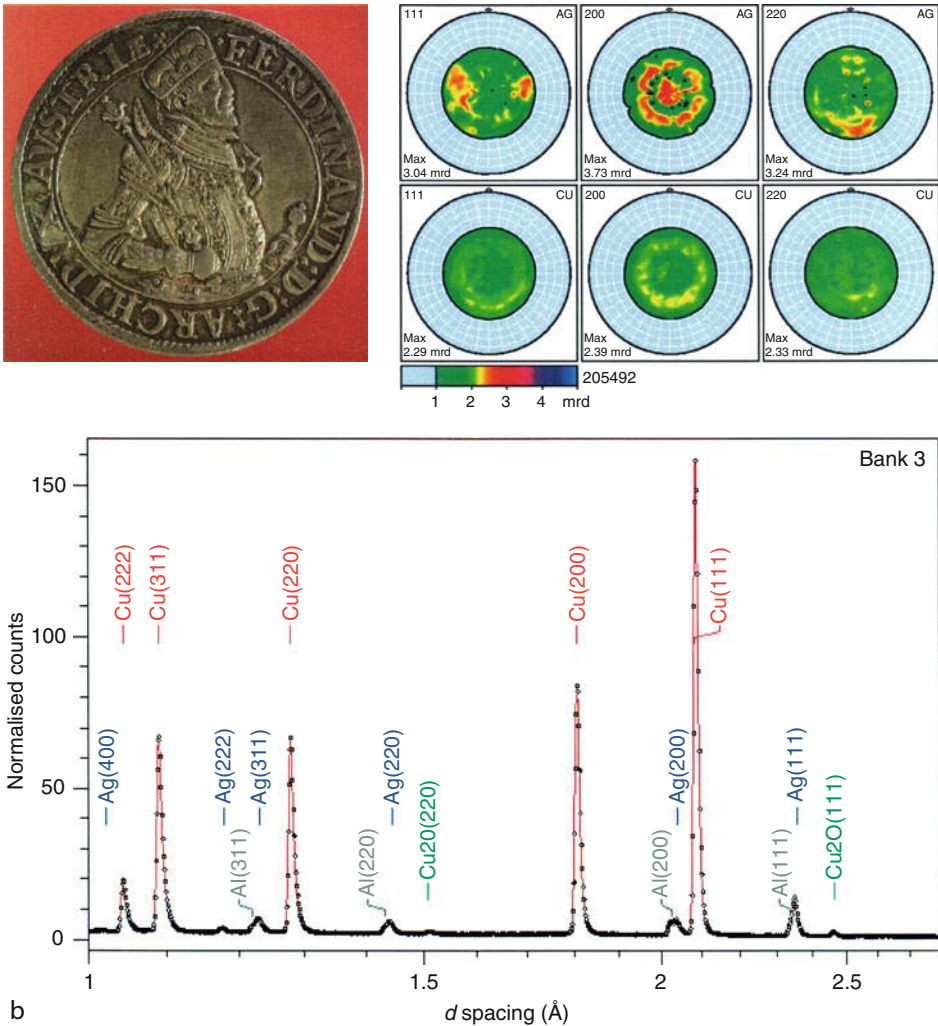 FERDINAND·D:G: AVSTRIE
111 AG
Max
3.04 mrd
200 AG
Max
3.73 mrd
220 AG
Max
3.24 mrd
111 CU
Max
2.29 mrd
200 CU
Max
2.39 mrd
220 CU
Max
2.33 mrd
205492
1 2 3 4 mrd
Bank 3
Normalised counts
150
100
50
0
Cu(222)
Cu(311)
Cu(220)
Cu(200)
Cu(111)
Ag(400)
Ag(222)
Ag(311)
Ag(220)
Ag(200)
Ag(111)
Al(311)
Al(220)
Cu20(220)
Al(200)
Al(111)
Cu2O(111)
1 1.5 2 2.5
d spacing (Å)
b